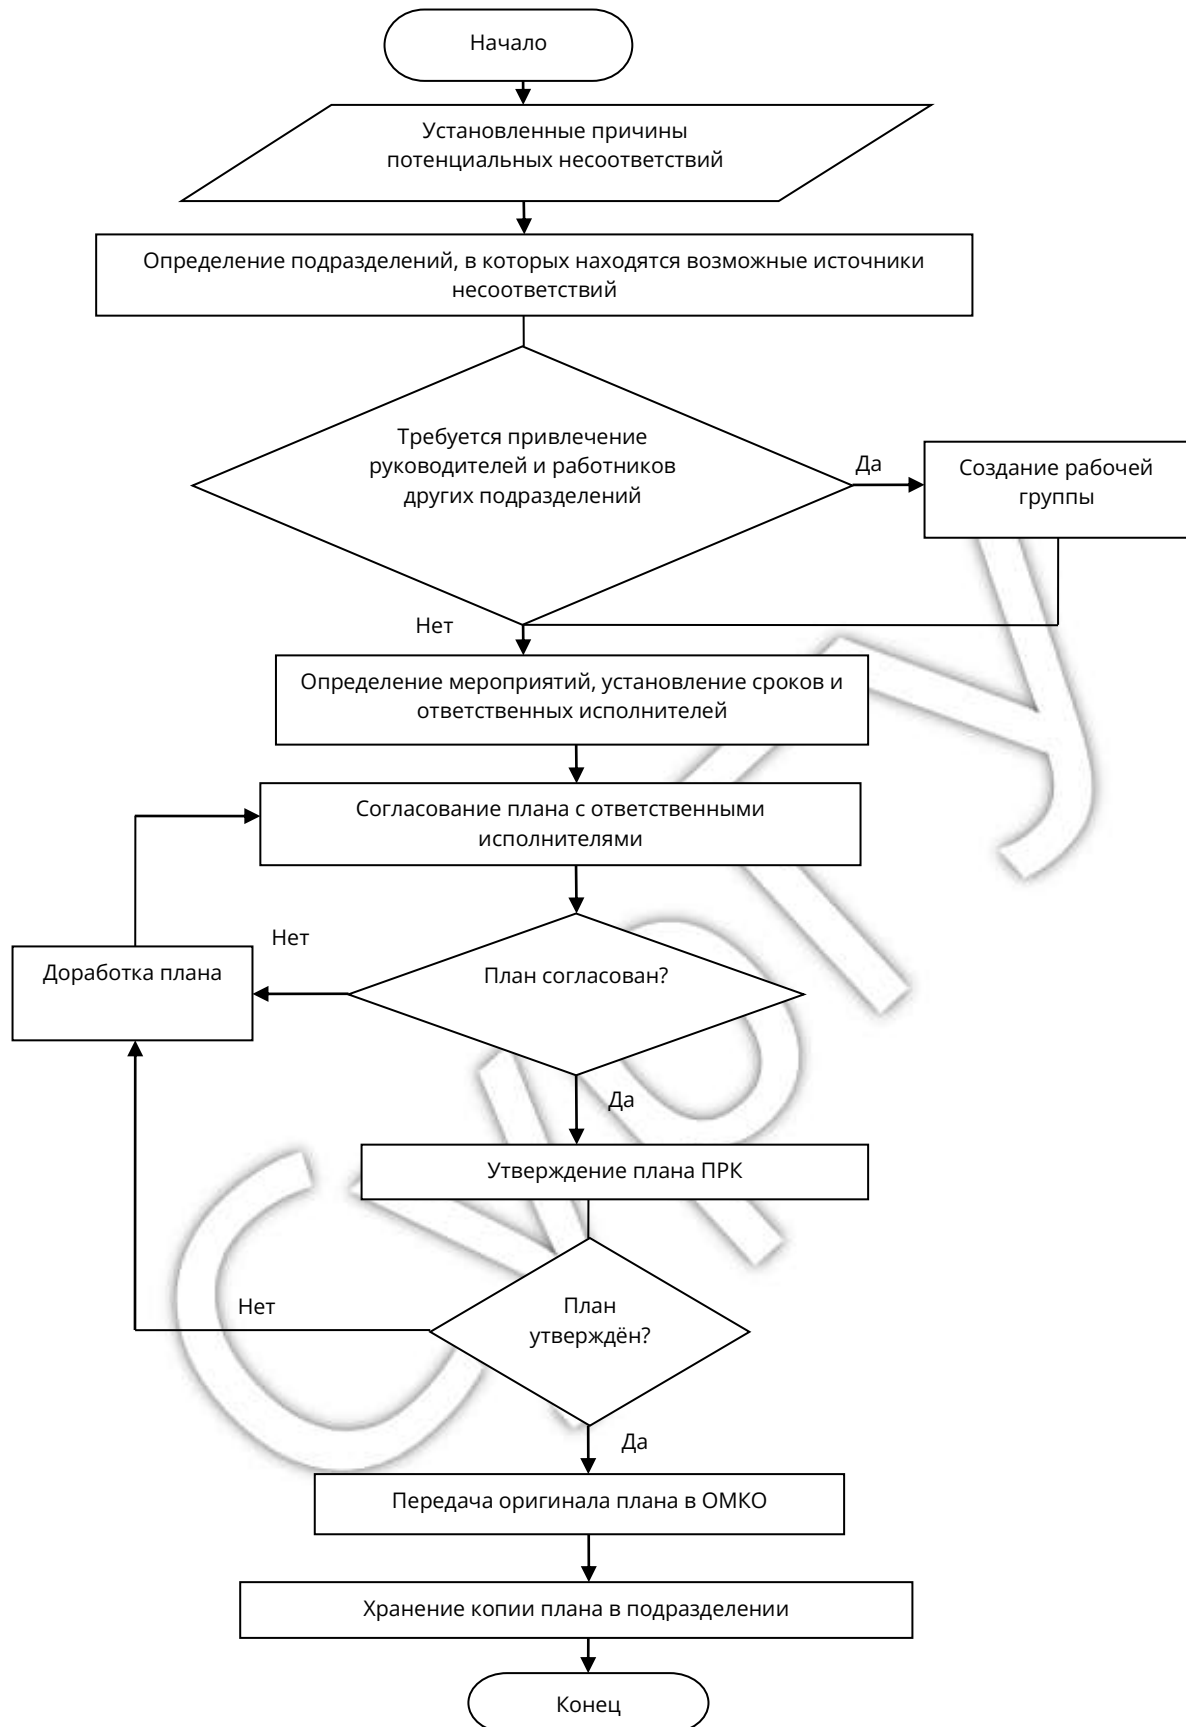 Начало
Установленные причины
потенциальных несоответствий
Определение подразделений, в которых находятся возможные источники
несоответствий
Требуется привлечение
руководителей и работников
других подразделений
Да
Создание рабочей
группы
Нет
Определение мероприятий, установление сроков и
ответственных исполнителей
Согласование плана с ответственными
исполнителями
Нет
Доработка плана
План согласован?
Да
Утверждение плана ПРК
Нет
План
утверждён?
Да
Передача оригинала плана в ОМКО
Хранение копии плана в подразделении
Конец